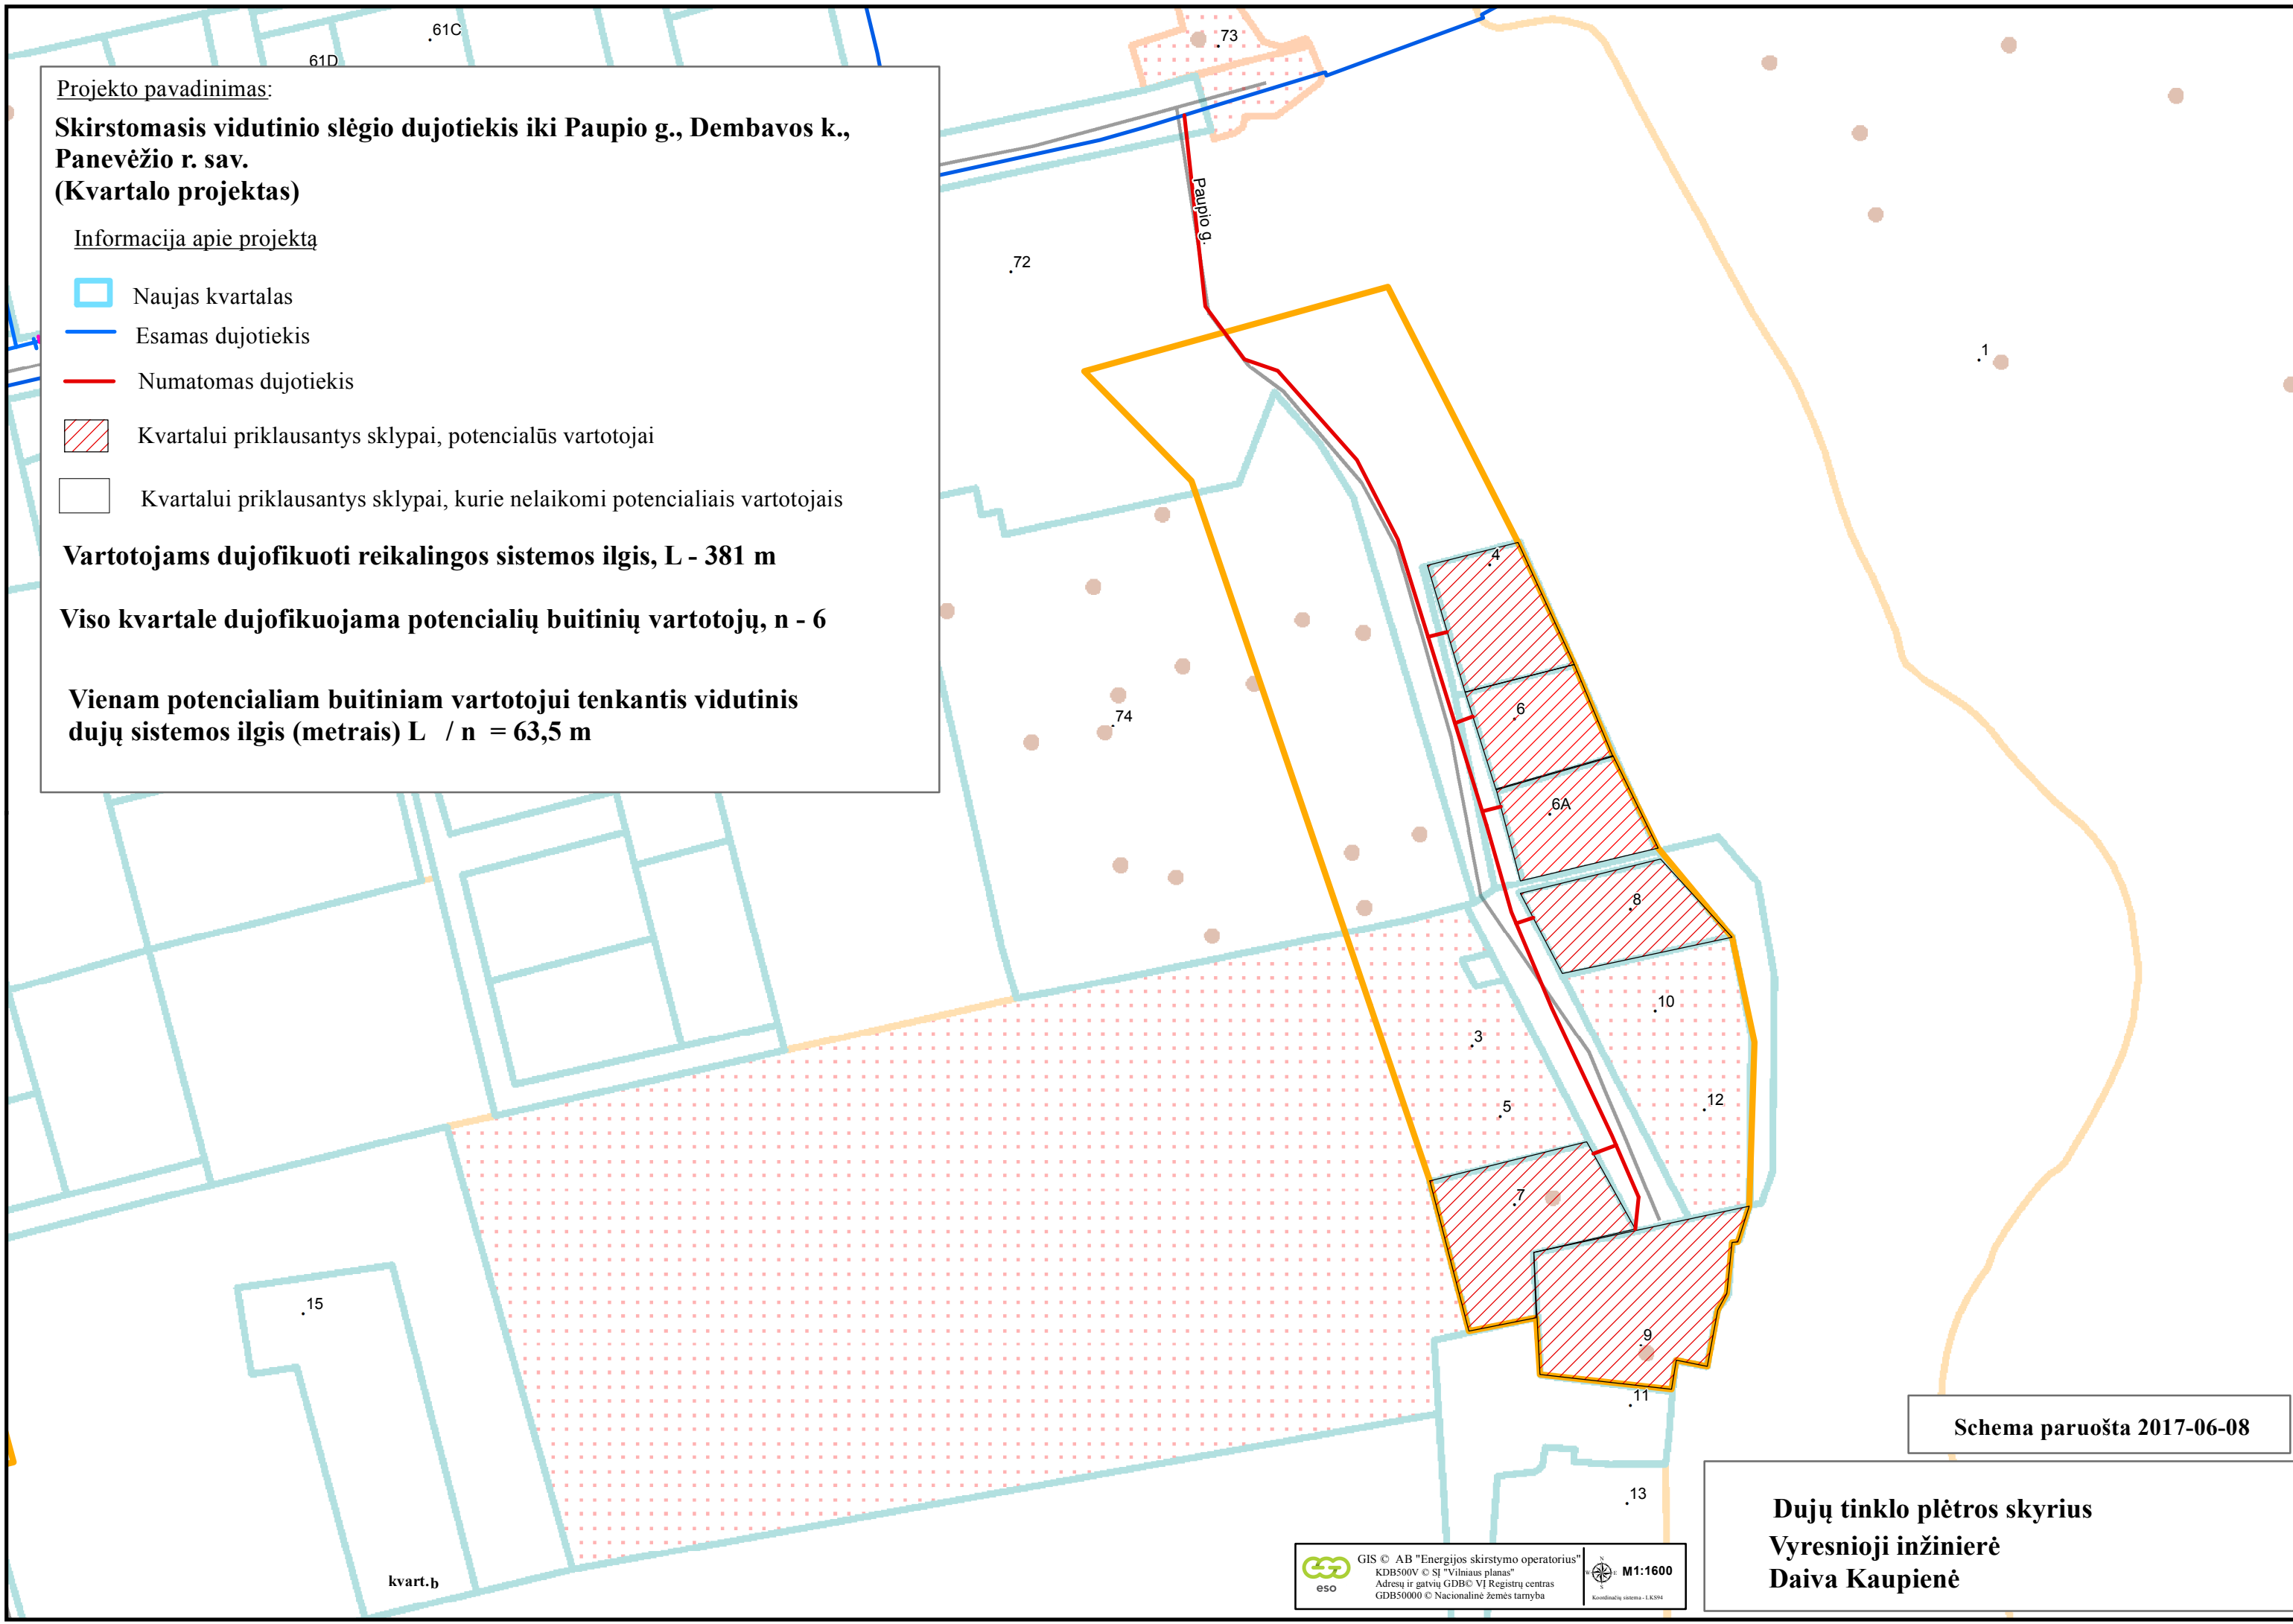 61C
61D
73
Projekto pavadinimas:
Skirstomasis vidutinio slėgio dujotiekis iki Paupio g., Dembavos k.,
Panevėžio r. sav.
(Kvartalo projektas)
Informacija apie projektą
Naujas kvartalas
Esamas dujotiekis
Numatomas dujotiekis
Kvartalui priklausantys sklypai, potencialūs vartotojai
Kvartalui priklausantys sklypai, kurie nelaikomi potencialiais vartotojais
Vartotojams dujofikuoti reikalingos sistemos ilgis, L - 381 m
Viso kvartale dujofikuojama potencialių buitinių vartotojų, n - 6
Vienam potencialiam buitiniam vartotojui tenkantis vidutinis
dujų sistemos ilgis (metrais) L / n = 63,5 m
Paupio g.
72
1
4
6
74
6A
8
10
3
5
12
7
15
9
11
13
kvart.b
Schema paruošta 2017-06-08
Dujų tinklo plėtros skyrius
Vyresnioji inžinierė
Daiva Kaupienė
eso
GIS © AB "Energijos skirstymo operatorius"
KDB500V © SĮ "Vilniaus planas"
Adresų ir gatvių GDB© VĮ Registrų centras
GDB50000 © Nacionalinė žemės tarnyba
N
W
E
S
M1:1600
Koordinačių sistema - LKS94